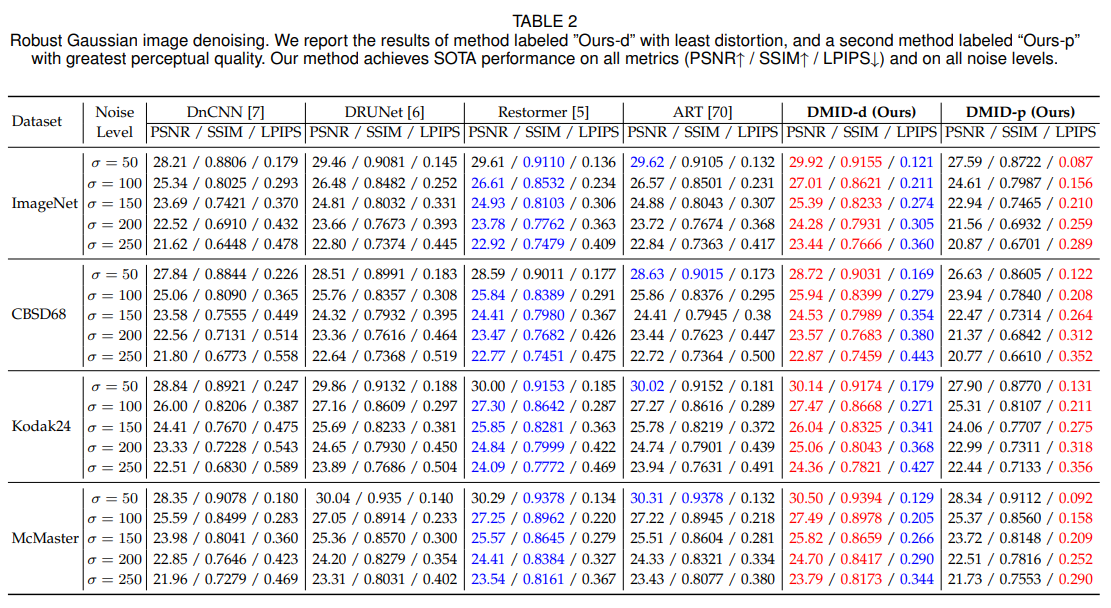 TABLE 2
Robust Gaussian image denoising. We report the results of method labeled ”Ours-d” with least distortion, and a second method labeled “Ours-p”
with greatest perceptual quality. Our method achieves SOTA performance on all metrics (PSNR↑ / SSIM↑ / LPIPS↓) and on all noise levels.
Dataset Noise Level DnCNN [7] DRUNet [6] Restormer [5] ART [70] DMID-d (Ours) DMID-p (Ours)
PSNR / SSIM / LPIPS PSNR / SSIM / LPIPS PSNR / SSIM / LPIPS PSNR / SSIM / LPIPS PSNR / SSIM / LPIPS PSNR / SSIM / LPIPS
ImageNet
σ = 50 28.21 / 0.8806 / 0.179 29.46 / 0.9081 / 0.145 29.61 / 0.9110 / 0.136 29.62 / 0.9105 / 0.132 29.92 / 0.9155 / 0.121 27.59 / 0.8722 / 0.087
σ = 100 25.34 / 0.8025 / 0.293 26.48 / 0.8482 / 0.252 26.61 / 0.8532 / 0.234 26.57 / 0.8501 / 0.231 27.01 / 0.8621 / 0.211 24.61 / 0.7987 / 0.156
σ = 150 23.69 / 0.7421 / 0.370 24.81 / 0.8032 / 0.331 24.93 / 0.8103 / 0.306 24.88 / 0.8043 / 0.307 25.39 / 0.8233 / 0.274 22.94 / 0.7465 / 0.210
σ = 200 22.52 / 0.6910 / 0.432 23.66 / 0.7673 / 0.393 23.78 / 0.7762 / 0.363 23.72 / 0.7674 / 0.368 24.28 / 0.7931 / 0.305 21.56 / 0.6932 / 0.259
σ = 250 21.62 / 0.6448 / 0.478 22.80 / 0.7374 / 0.445 22.92 / 0.7479 / 0.409 22.84 / 0.7363 / 0.417 23.44 / 0.7666 / 0.360 20.87 / 0.6701 / 0.289
CBSD68
σ = 50 27.84 / 0.8844 / 0.226 28.51 / 0.8991 / 0.183 28.59 / 0.9011 / 0.177 28.63 / 0.9015 / 0.173 28.72 / 0.9031 / 0.169 26.63 / 0.8605 / 0.122
σ = 100 25.06 / 0.8090 / 0.365 25.76 / 0.8357 / 0.308 25.84 / 0.8389 / 0.291 25.86 / 0.8376 / 0.295 25.94 / 0.8399 / 0.279 23.94 / 0.7840 / 0.208
σ = 150 23.58 / 0.7555 / 0.449 24.32 / 0.7932 / 0.395 24.41 / 0.7980 / 0.367 24.41 / 0.7945 / 0.38 24.53 / 0.7989 / 0.354 22.47 / 0.7314 / 0.264
σ = 200 22.56 / 0.7131 / 0.514 23.36 / 0.7616 / 0.464 23.47 / 0.7682 / 0.426 23.44 / 0.7623 / 0.447 23.57 / 0.7683 / 0.380 21.37 / 0.6842 / 0.312
σ = 250 21.80 / 0.6773 / 0.558 22.64 / 0.7368 / 0.519 22.77 / 0.7451 / 0.475 22.72 / 0.7364 / 0.500 22.87 / 0.7459 / 0.443 20.77 / 0.6610 / 0.352
Kodak24
σ = 50 28.84 / 0.8921 / 0.247 29.86 / 0.9132 / 0.188 30.00 / 0.9153 / 0.185 30.02 / 0.9152 / 0.181 30.14 / 0.9174 / 0.179 27.90 / 0.8770 / 0.131
σ = 100 26.00 / 0.8206 / 0.387 27.16 / 0.8609 / 0.297 27.30 / 0.8642 / 0.287 27.27 / 0.8616 / 0.289 27.47 / 0.8668 / 0.271 25.31 / 0.8107 / 0.211
σ = 150 24.41 / 0.7670 / 0.475 25.69 / 0.8233 / 0.381 25.85 / 0.8281 / 0.363 25.78 / 0.8219 / 0.372 26.04 / 0.8325 / 0.341 24.06 / 0.7707 / 0.275
σ = 200 23.33 / 0.7228 / 0.543 24.65 / 0.7930 / 0.450 24.84 / 0.7999 / 0.422 24.74 / 0.7901 / 0.439 25.06 / 0.8043 / 0.368 22.99 / 0.7311 / 0.318
σ = 250 22.51 / 0.6830 / 0.589 23.89 / 0.7686 / 0.504 24.09 / 0.7772 / 0.469 23.94 / 0.7631 / 0.491 24.36 / 0.7821 / 0.427 22.44 / 0.7133 / 0.356
McMaster
σ = 50 28.35 / 0.9078 / 0.180 30.04 / 0.935 / 0.140 30.29 / 0.9378 / 0.134 30.31 / 0.9378 / 0.132 30.50 / 0.9394 / 0.129 28.34 / 0.9112 / 0.092
σ = 100 25.59 / 0.8499 / 0.283 27.05 / 0.8914 / 0.233 27.25 / 0.8962 / 0.220 27.22 / 0.8945 / 0.218 27.49 / 0.8978 / 0.205 25.37 / 0.8560 / 0.158
σ = 150 23.98 / 0.8041 / 0.360 25.36 / 0.8570 / 0.300 25.57 / 0.8645 / 0.279 25.51 / 0.8604 / 0.281 25.82 / 0.8659 / 0.266 23.72 / 0.8148 / 0.209
σ = 200 22.85 / 0.7646 / 0.423 24.20 / 0.8279 / 0.354 24.41 / 0.8384 / 0.327 24.33 / 0.8321 / 0.334 24.70 / 0.8417 / 0.290 22.51 / 0.7816 / 0.252
σ = 250 21.96 / 0.7279 / 0.469 23.31 / 0.8031 / 0.402 23.54 / 0.8161 / 0.367 23.43 / 0.8077 / 0.380 23.79 / 0.8173 / 0.344 21.73 / 0.7553 / 0.290